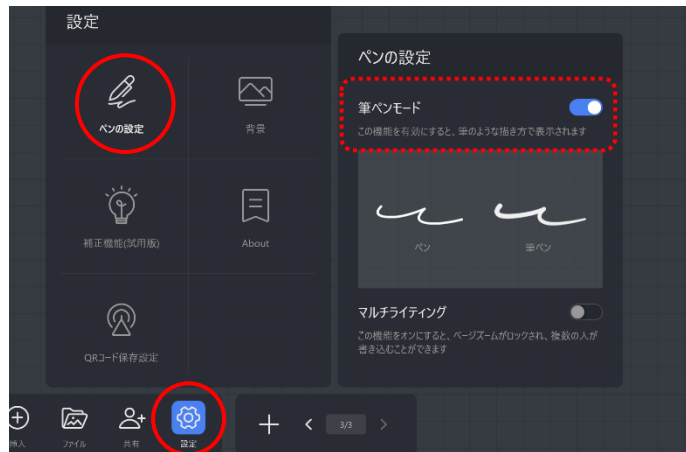 設定
ペンの設定
背景
補正機能(試用版)
About
QRコード保存設定
ペンの設定
筆ペンモード
この機能を有効にすると、筆のような描き方で表示されます
ペン
筆ペン
マルチライティング
この機能をオンにすると、ページズームがロックされ、複数の人が
書き込むことができます
挿入
ファイル
共有
設定
3/3